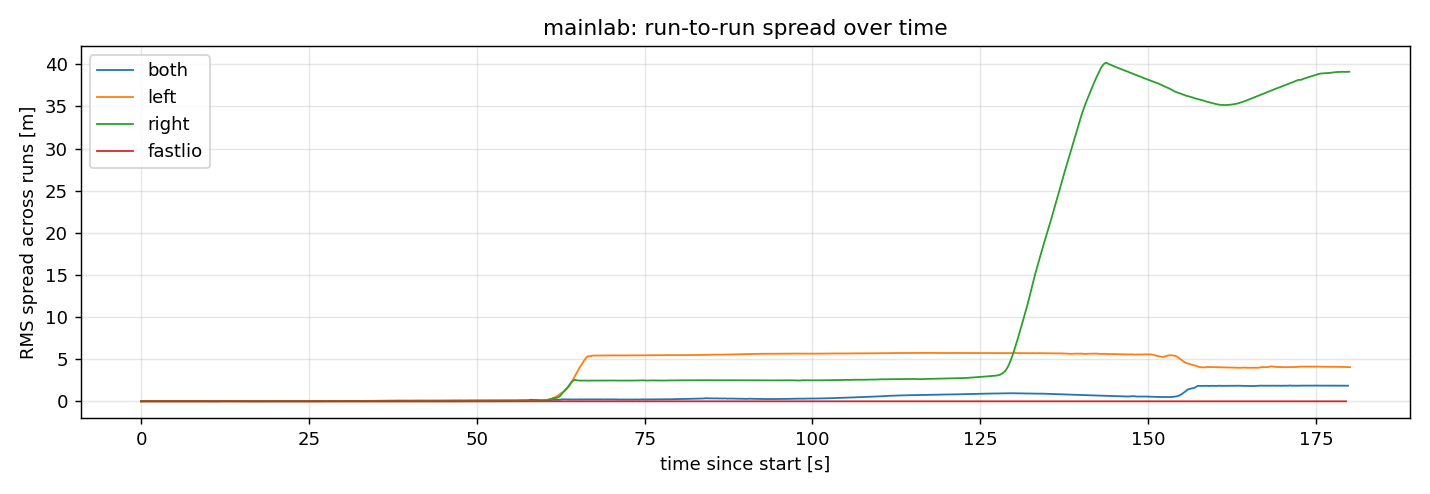 mainlab: run-to-run spread over time
RMS spread across runs [m]
40
35
30
25
20
15
10
5
0
both
left
right
fastlio
0 25 50 75 100 125 150 175
time since start [s]